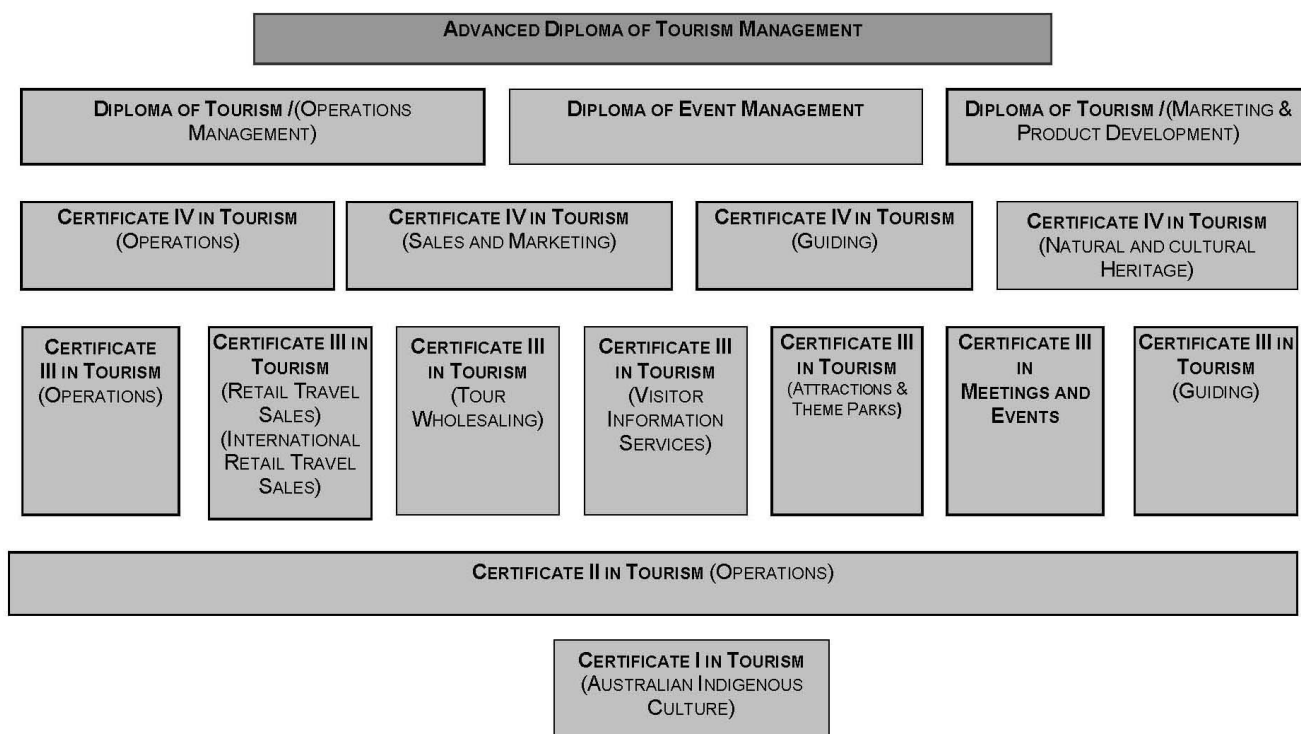 ADVANCED DIPLOMA OF TOURISM MANAGEMENT
DIPLOMA OF TOURISM /(OPERATIONS
MANAGEMENT)
DIPLOMA OF EVENT MANAGEMENT
DIPLOMA OF TOURISM /(MARKETING &
PRODUCT DEVELOPMENT)
CERTIFICATE IV IN TOURISM
(OPERATIONS)
CERTIFICATE IV IN TOURISM
(SALES AND MARKETING)
CERTIFICATE IV IN TOURISM
(GUIDING)
CERTIFICATE IV IN TOURISM
(NATURAL AND CULTURAL
HERITAGE)
CERTIFICATE
III IN TOURISM
(OPERATIONS)
CERTIFICATE III IN
TOURISM
(RETAIL TRAVEL
SALES)
(INTERNATIONAL
RETAIL TRAVEL
SALES)
CERTIFICATE III
IN TOURISM
(TOUR
WHOLESALING)
CERTIFICATE III
IN TOURISM
(VISITOR
INFORMATION
SERVICES)
CERTIFICATE III
IN TOURISM
(ATTRACTIONS &
THEME PARKS)
CERTIFICATE III
IN
MEETINGS AND
EVENTS
CERTIFICATE III IN
TOURISM
(GUIDING)
CERTIFICATE II IN TOURISM (OPERATIONS)
CERTIFICATE I IN TOURISM
(AUSTRALIAN INDIGENOUS
CULTURE)